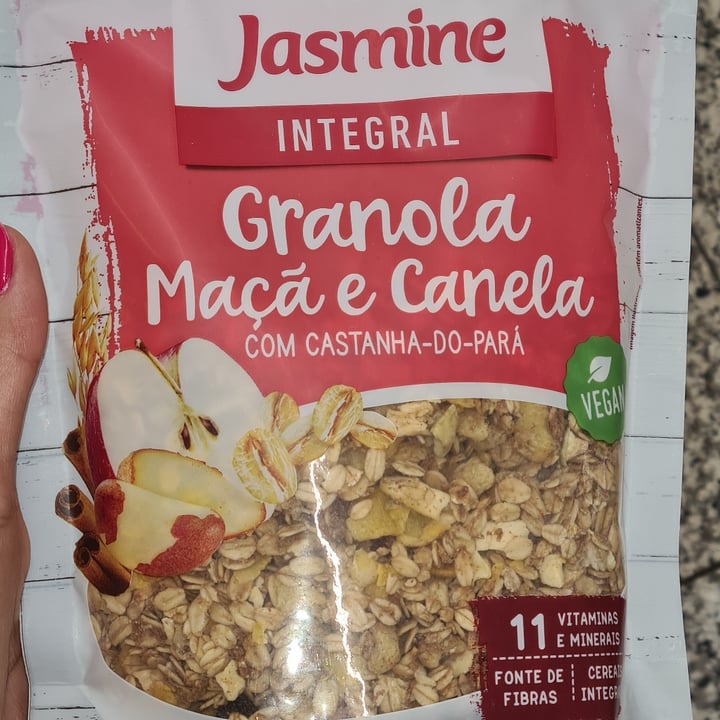 Jasmine
INTEGRAL
Granola
Maçã e Canela
COM CASTANHA-DO-PARÁ
VEGAN
11 VITAMINAS
E MINERAIS
FONTE DE
FIBRAS